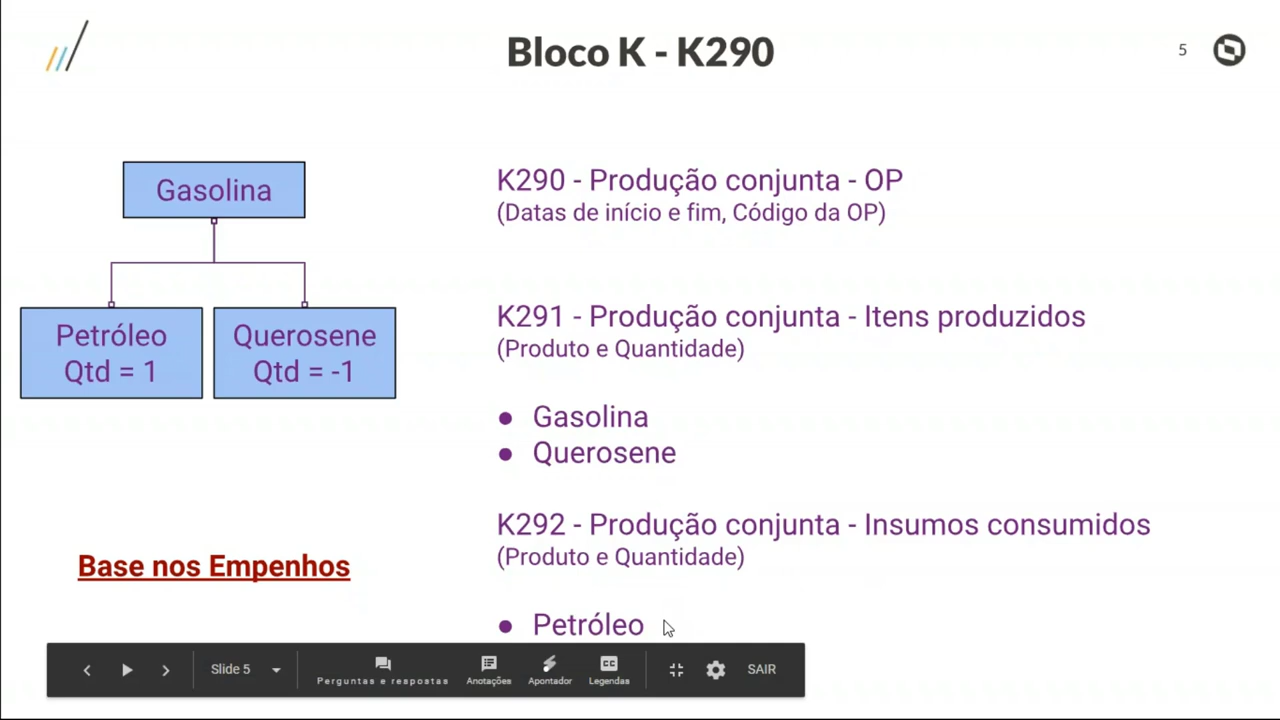 Bloco K - K290
5
Gasolina
Petróleo
Qtd = 1
Querosene
Qtd = -1
Base nos Empenhos
K290 - Produção conjunta - OP
(Datas de início e fim, Código da OP)
K291 - Produção conjunta - Itens produzidos
(Produto e Quantidade)
● Gasolina
● Querosene
K292 - Produção conjunta - Insumos consumidos
(Produto e Quantidade)
● Petróleo
Slide 5
Perguntas e respostas
Anotações
Apontador
CC
Legendas
SAIR